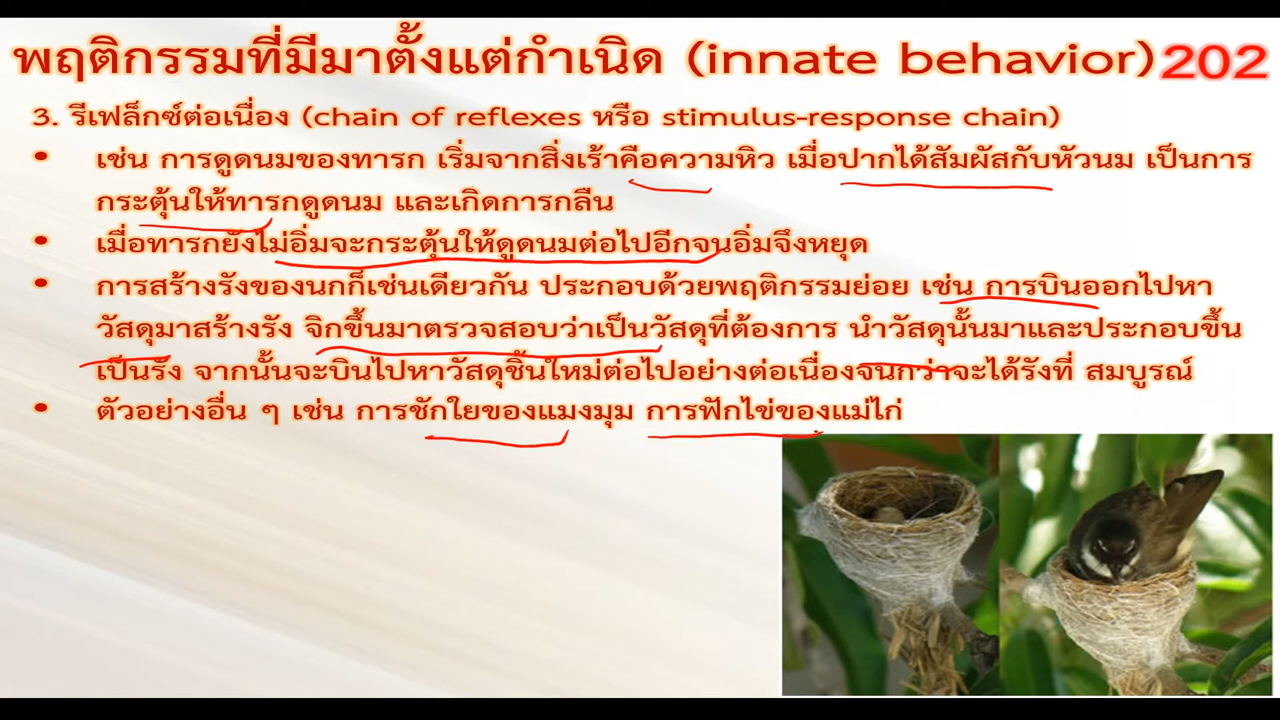 พฤติกรรมที่มีมาตั้งแต่กำเนิด (innate behavior) 202
3. รีเฟล็กซ์ต่อเนื่อง (chain of reflexes หรือ stimulus-response chain)
• เช่น การดูดนมของทารก เริ่มจากสิ่งเร้าคือความหิว เมื่อปากได้สัมผัสกับหัวนม เป็นการ
กระตุ้นให้ทารกดูดนม และเกิดการกลืน
• เมื่อทารกยังไม่อิ่มจะกระตุ้นให้ดูดนมต่อไปอีกจนอิ่มจึงหยุด
• การสร้างรังของนกก็เช่นเดียวกัน ประกอบด้วยพฤติกรรมย่อย เช่น การบินออกไปหา
วัสดุมาสร้างรัง จิกขึ้นมาตรวจสอบว่าเป็นวัสดุที่ต้องการ นำวัสดุนั้นมาและประกอบขึ้น
เป็นรัง จากนั้นจะบินไปหาวัสดุชิ้นใหม่ต่อไปอย่างต่อเนื่องจนกว่าจะได้รังที่ สมบูรณ์
• ตัวอย่างอื่น ๆ เช่น การชักใยของแมงมุม การฟักไข่ของแม่ไก่